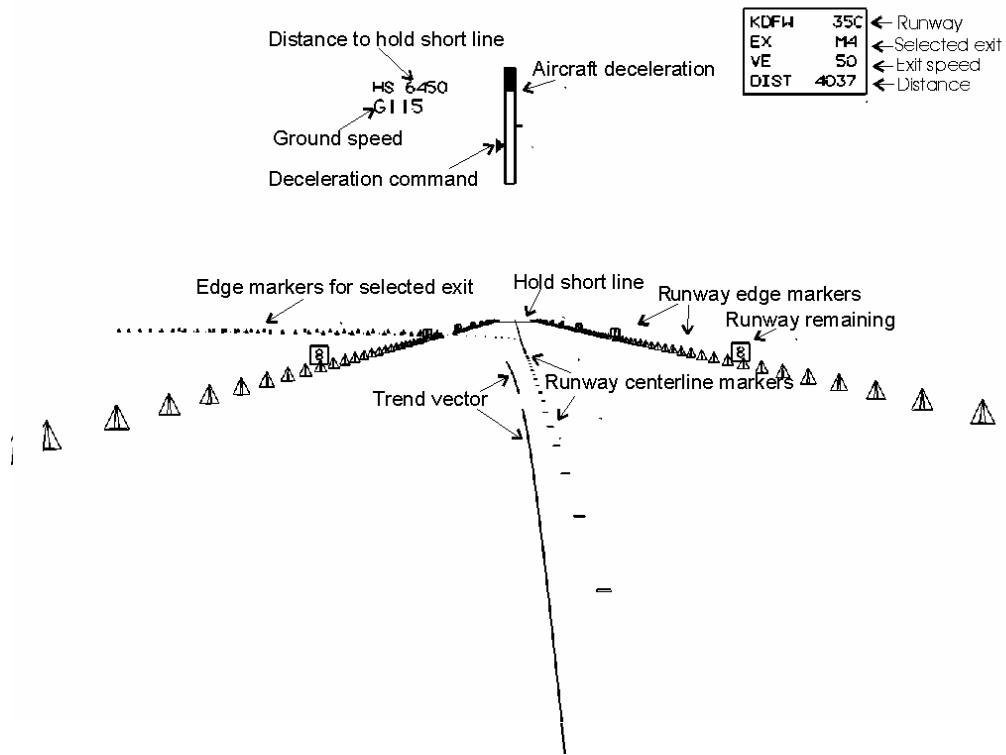 KDFW 35C
Runway
EX M4
Selected exit
VE 50
Exit speed
DIST 4037
Distance
Distance to hold short line
HS 6450
G115
Ground speed
Aircraft deceleration
Deceleration command
Hold short line
Edge markers for selected exit
Runway edge markers
Runway remaining
8
8
Runway centerline markers
Trend vector